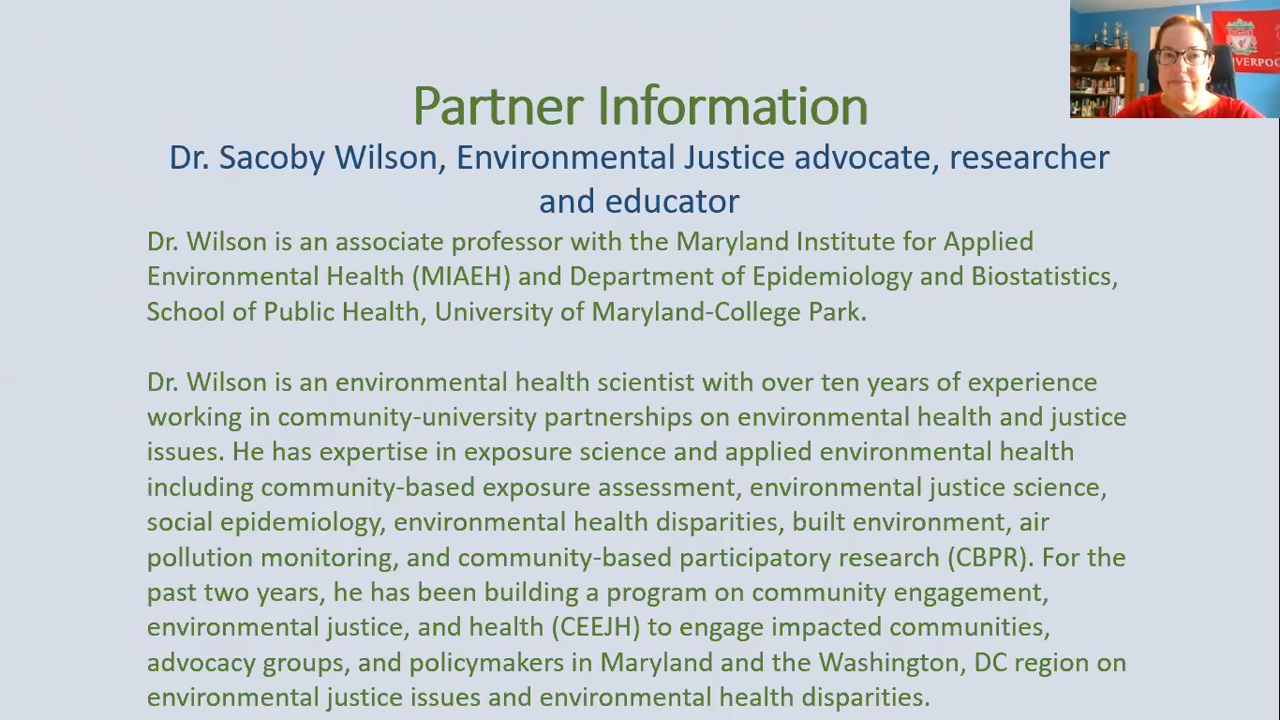 Partner Information
Dr. Sacoby Wilson, Environmental Justice advocate, researcher
and educator
Dr. Wilson is an associate professor with the Maryland Institute for Applied
Environmental Health (MIAEH) and Department of Epidemiology and Biostatistics,
School of Public Health, University of Maryland-College Park.
Dr. Wilson is an environmental health scientist with over ten years of experience
working in community-university partnerships on environmental health and justice
issues. He has expertise in exposure science and applied environmental health
including community-based exposure assessment, environmental justice science,
social epidemiology, environmental health disparities, built environment, air
pollution monitoring, and community-based participatory research (CBPR). For the
past two years, he has been building a program on community engagement,
environmental justice, and health (CEEJH) to engage impacted communities,
advocacy groups, and policymakers in Maryland and the Washington, DC region on
environmental justice issues and environmental health disparities.